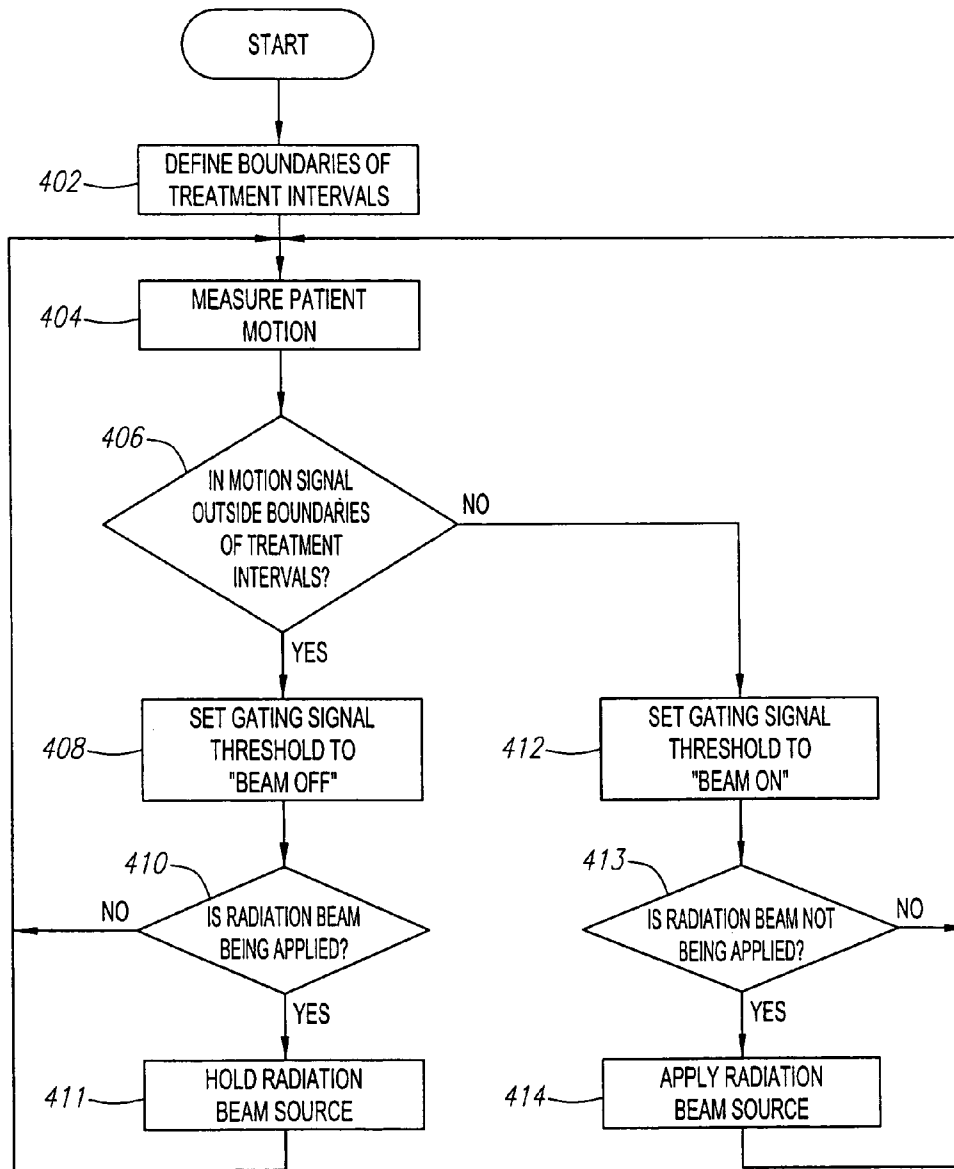 START
402
DEFINE BOUNDARIES OF
TREATMENT INTERVALS
404
MEASURE PATIENT
MOTION
406
IN MOTION SIGNAL
OUTSIDE BOUNDARIES
OF TREATMENT
INTERVALS?
NO
YES
408
SET GATING SIGNAL
THRESHOLD TO
"BEAM OFF"
412
SET GATING SIGNAL
THRESHOLD TO
"BEAM ON"
410
NO
IS RADIATION BEAM
BEING APPLIED?
YES
413
IS RADIATION BEAM NOT
BEING APPLIED?
NO
YES
411
HOLD RADIATION
BEAM SOURCE
414
APPLY RADIATION
BEAM SOURCE